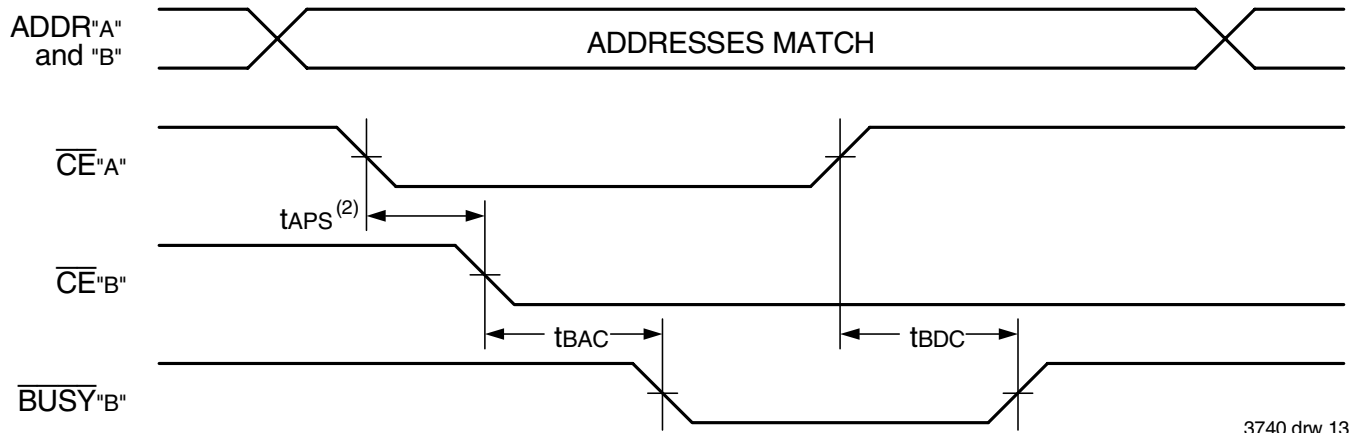 ADDR"A"
and "B"
ADDRESSES MATCH
CE"A"
tAPS(2)
CE"B"
tBAC
tBDC
BUSY"B"
3740 drw 13